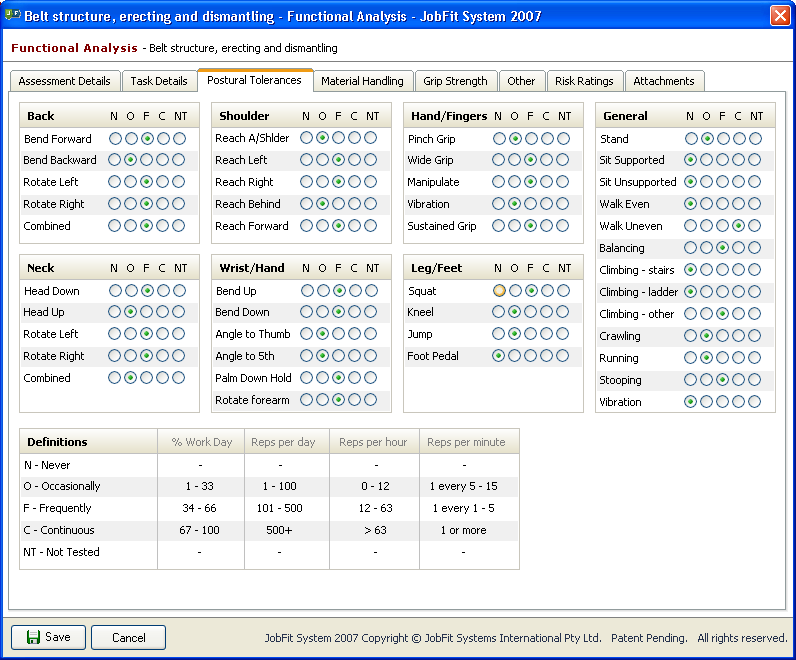 Belt structure, erecting and dismantling - Functional Analysis - JobFit System 2007
Functional Analysis - Belt structure, erecting and dismantling
Assessment Details Task Details Postural Tolerances Material Handling Grip Strength Other Risk Ratings Attachments
Back N O F C NT
Bend Forward
Bend Backward
Rotate Left
Rotate Right
Combined
Shoulder N O F C NT
Reach A/Shlder
Reach Left
Reach Right
Reach Behind
Reach Forward
Hand/Fingers N O F C NT
Pinch Grip
Wide Grip
Manipulate
Vibration
Sustained Grip
General N O F C NT
Stand
Sit Supported
Sit Unsupported
Walk Even
Walk Uneven
Balancing
Climbing - stairs
Climbing - ladder
Climbing - other
Crawling
Running
Stooping
Vibration
Neck N O F C NT
Head Down
Head Up
Rotate Left
Rotate Right
Combined
Wrist/Hand N O F C NT
Bend Up
Bend Down
Angle to Thumb
Angle to 5th
Palm Down Hold
Rotate forearm
Leg/Feet N O F C NT
Squat
Kneel
Jump
Foot Pedal
Definitions % Work Day Reps per day Reps per hour Reps per minute
N - Never - - - -
O - Occasionally 1 - 33 1 - 100 0 - 12 1 every 5 - 15
F - Frequently 34 - 66 101 - 500 12 - 63 1 every 1 - 5
C - Continuous 67 - 100 500+ > 63 1 or more
NT - Not Tested - - - -
Save Cancel JobFit System 2007 Copyright © JobFit Systems International Pty Ltd. Patent Pending. All rights reserved.